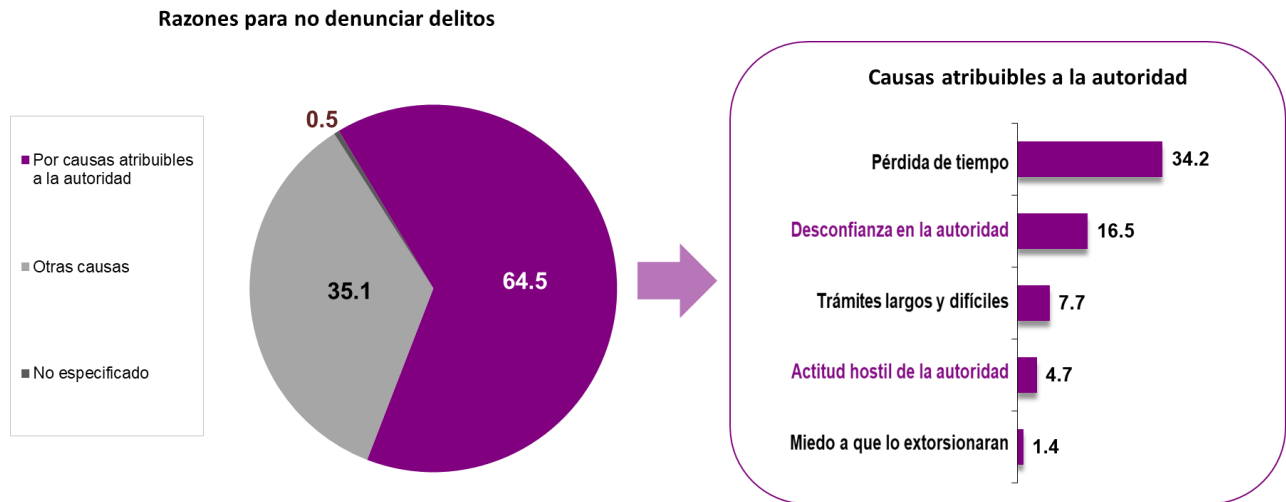 Razones para no denunciar delitos
Por causas atribuibles
a la autoridad
Otras causas
No especificado
0.5
35.1
64.5
Causas atribuibles a la autoridad
Pérdida de tiempo 34.2
Desconfianza en la autoridad 16.5
Trámites largos y difíciles 7.7
Actitud hostil de la autoridad 4.7
Miedo a que lo extorsionaran 1.4